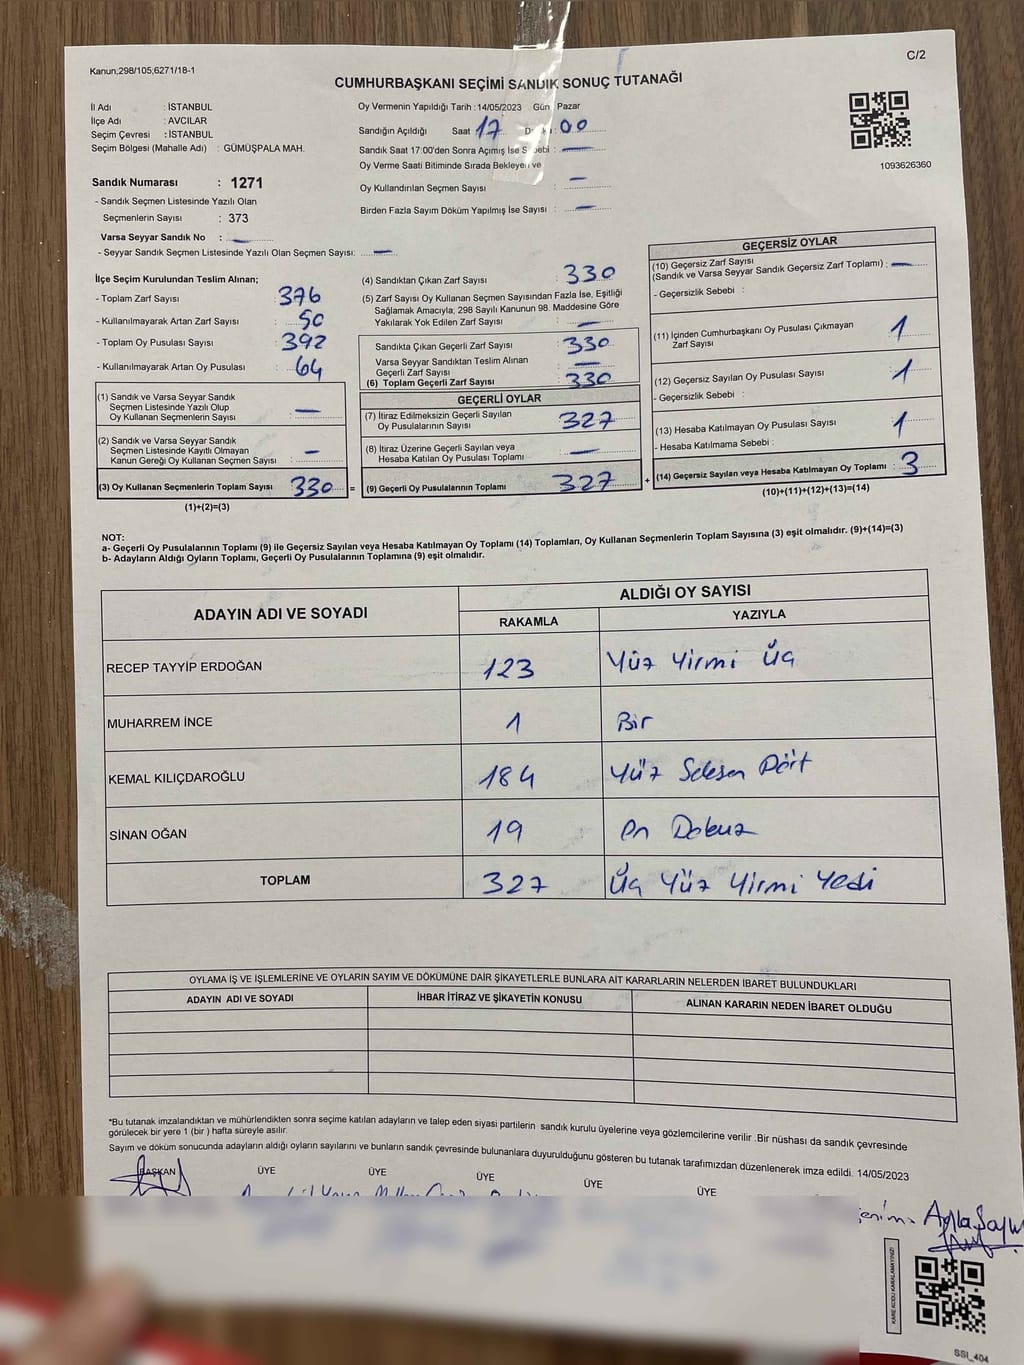 Kanun,298/105,6271/18-1
C/2
CUMHURBAŞKANI SEÇİMİ SANDIK SONUÇ TUTANAĞI
İl Adı : İSTANBUL
İlçe Adı : AVCILAR
Seçim Çevresi : İSTANBUL
Seçim Bölgesi (Mahalle Adı) : GÜMÜŞPALA MAH.
Oy Vermenin Yapıldığı Tarih : 14/05/2023 Gün Pazar
Sandığın Açıldığı Saat 17 : 00
Sandık Saat 17:00'den Sonra Açımış İse Sebebi : —
Oy Verme Saati Bitiminde Sırada Bekleyen ve
Oy Kullandırılan Seçmen Sayısı : —
Birden Fazla Sayım Döküm Yapılmış İse Sayısı : —
1093626360
Sandık Numarası : 1271
- Sandık Seçmen Listesinde Yazılı Olan
Seçmenlerin Sayısı : 373
Varsa Seyyar Sandık No : —
- Seyyar Sandık Seçmen Listesinde Yazılı Olan Seçmen Sayısı: —
İlçe Seçim Kurulundan Teslim Alınan;
- Toplam Zarf Sayısı : 376
- Kullanılmayarak Artan Zarf Sayısı : 50
- Toplam Oy Pusulası Sayısı : 392
- Kullanılmayarak Artan Oy Pusulası : 64
(1) Sandık ve Varsa Seyyar Sandık
Seçmen Listesinde Yazılı Olup
Oy Kullanan Seçmenlerin Sayısı : —
(2) Sandık ve Varsa Seyyar Sandık
Seçmen Listesinde Kayıtlı Olmayan
Kanun Gereği Oy Kullanan Seçmen Sayısı : —
(3) Oy Kullanan Seçmenlerin Toplam Sayısı : 330 =
(1)+(2)=(3)
(4) Sandıktan Çıkan Zarf Sayısı : 330
(5) Zarf Sayısı Oy Kullanan Seçmen Sayısından Fazla İse, Eşitliği
Sağlamak Amacıyla, 298 Sayılı Kanunun 98. Maddesine Göre
Yakılarak Yok Edilen Zarf Sayısı : —
Sandıkta Çıkan Geçerli Zarf Sayısı : 330
Varsa Seyyar Sandıktan Teslim Alınan
Geçerli Zarf Sayısı : —
(6) Toplam Geçerli Zarf Sayısı : 330
GEÇERLİ OYLAR
(7) İtiraz Edilmeksizin Geçerli Sayılan
Oy Pusulalarının Sayısı : 327
(8) İtiraz Üzerine Geçerli Sayılan veya
Hesaba Katılan Oy Pusulası Toplamı : —
(9) Geçerli Oy Pusulalarının Toplamı : 327 +
GEÇERSİZ OYLAR
(10) Geçersiz Zarf Sayısı
(Sandık ve Varsa Seyyar Sandık Geçersiz Zarf Toplamı) : —
- Geçersizlik Sebebi :
(11) İçinden Cumhurbaşkanı Oy Pusulası Çıkmayan
Zarf Sayısı : 1
(12) Geçersiz Sayılan Oy Pusulası Sayısı : 1
- Geçersizlik Sebebi :
(13) Hesaba Katılmayan Oy Pusulası Sayısı : 1
- Hesaba Katılmama Sebebi :
(14) Geçersiz Sayılan veya Hesaba Katılmayan Oy Toplamı : 3
(10)+(11)+(12)+(13)=(14)
NOT:
a- Geçerli Oy Pusulalarının Toplamı (9) ile Geçersiz Sayılan veya Hesaba Katılmayan Oy Toplamı (14) Toplamları, Oy Kullanan Seçmenlerin Toplam Sayısına (3) eşit olmalıdır. (9)+(14)=(3)
b- Adayların Aldığı Oyların Toplamı, Geçerli Oy Pusulalarının Toplamına (9) eşit olmalıdır.
ADAYIN ADI VE SOYADI ALDIĞI OY SAYISI
RAKAMLA YAZIYLA
RECEP TAYYİP ERDOĞAN 123 Yüz Yirmi Üç
MUHARREM İNCE 1 Bir
KEMAL KILIÇDAROĞLU 184 Yüz Seksen Dört
SİNAN OĞAN 19 On Dokuz
TOPLAM 327 Üç Yüz Yirmi Yedi
OYLAMA İŞ VE İŞLEMLERİNE VE OYLARIN SAYIM VE DÖKÜMÜNE DAİR ŞİKAYETLERLE BUNLARA AİT KARARLARIN NELERDEN İBARET BULUNDUKLARI
ADAYIN ADI VE SOYADI İHBAR İTİRAZ VE ŞİKAYETİN KONUSU ALINAN KARARIN NEDEN İBARET OLDUĞU
*Bu tutanak imzalandıktan ve mühürlendikten sonra seçime katılan adayların ve talep eden siyasi partilerin sandık kurulu üyelerine veya gözlemcilerine verilir .Bir nüshası da sandık çevresinde
görülecek bir yere 1 (bir ) hafta süreyle asılır.
Sayım ve döküm sonucunda adayların aldığı oyların sayılarını ve bunların sandık çevresinde bulunanlara duyurulduğunu gösteren bu tutanak tarafımızdan düzenlenerek imza edildi. 14/05/2023
BAŞKAN ÜYE ÜYE ÜYE ÜYE ÜYE
KARE KODU KARALAMAYINIZ!
SSI_404